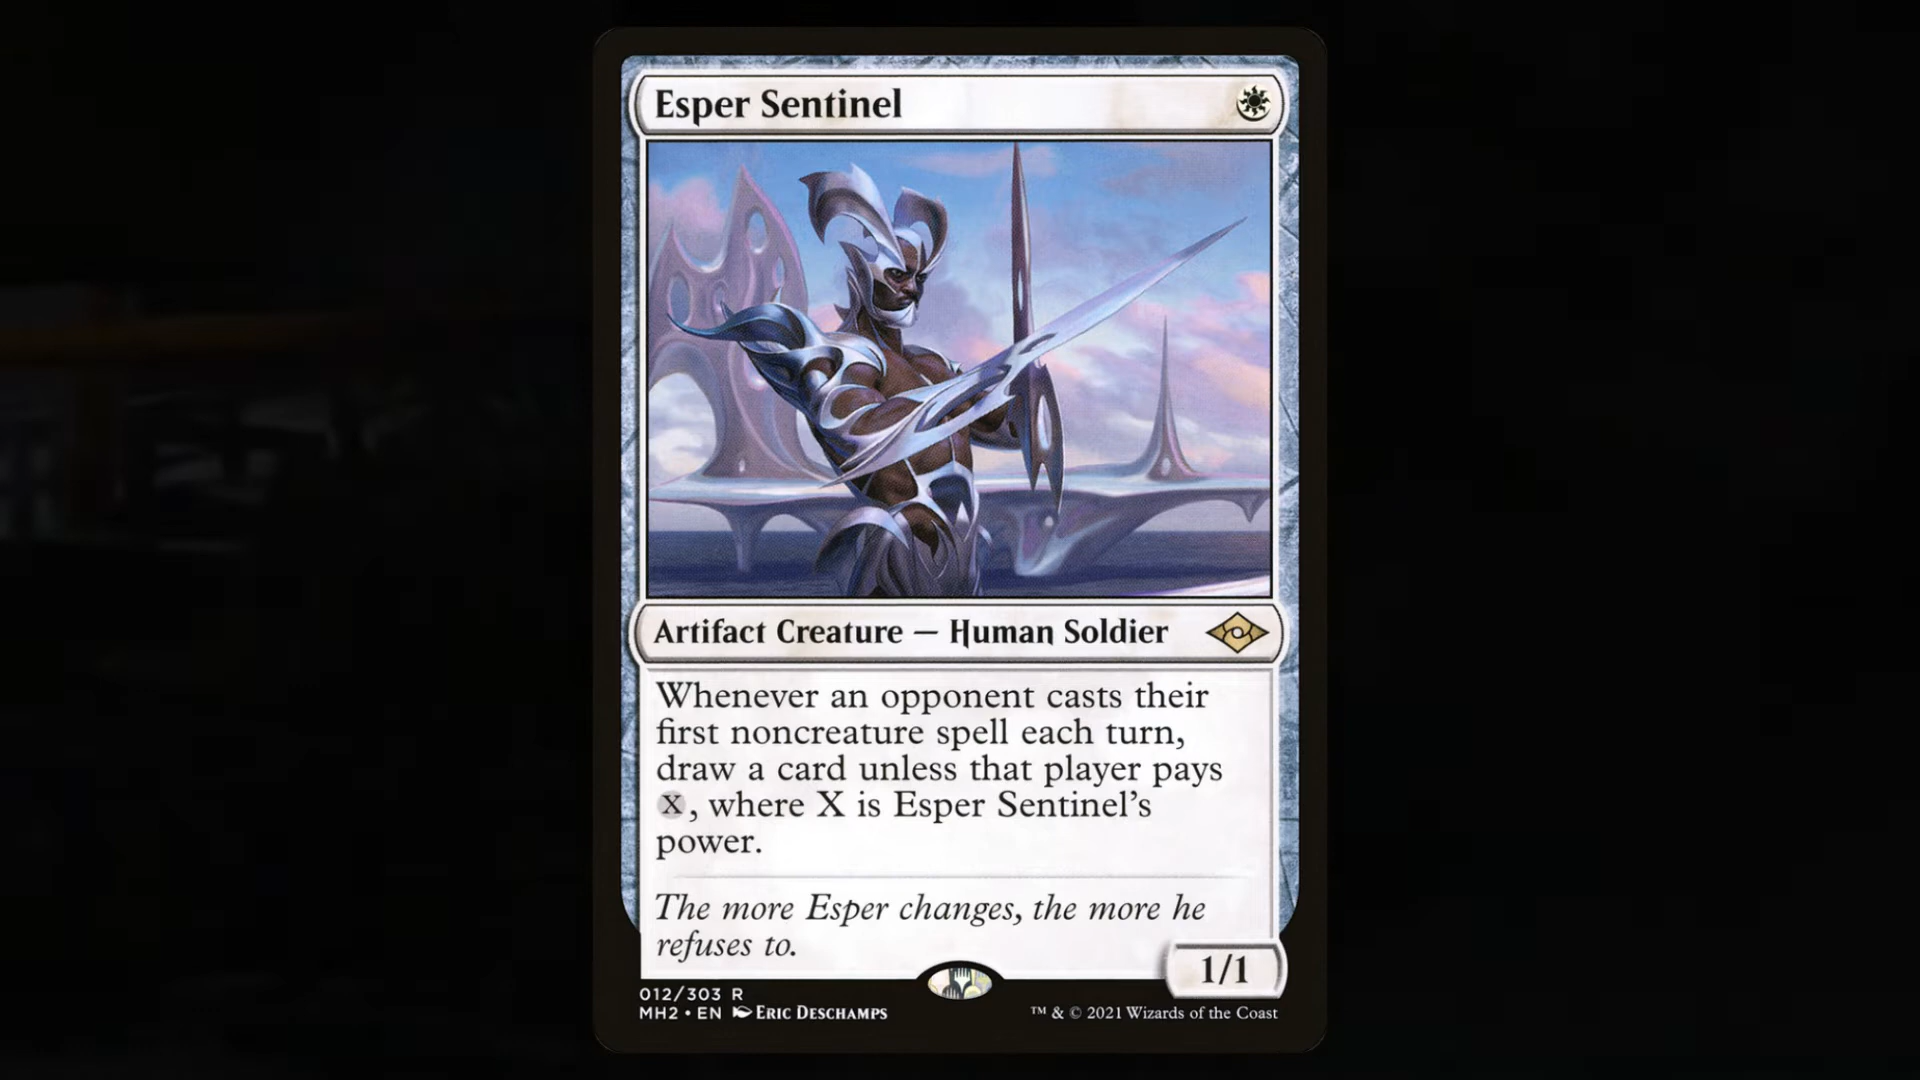 Esper Sentinel
Artifact Creature — Human Soldier
Whenever an opponent casts their
first noncreature spell each turn,
draw a card unless that player pays
X, where X is Esper Sentinel's
power.
The more Esper changes, the more he
refuses to.
1/1
012/303 R
MH2 • EN Eric Deschamps
™ & © 2021 Wizards of the Coast